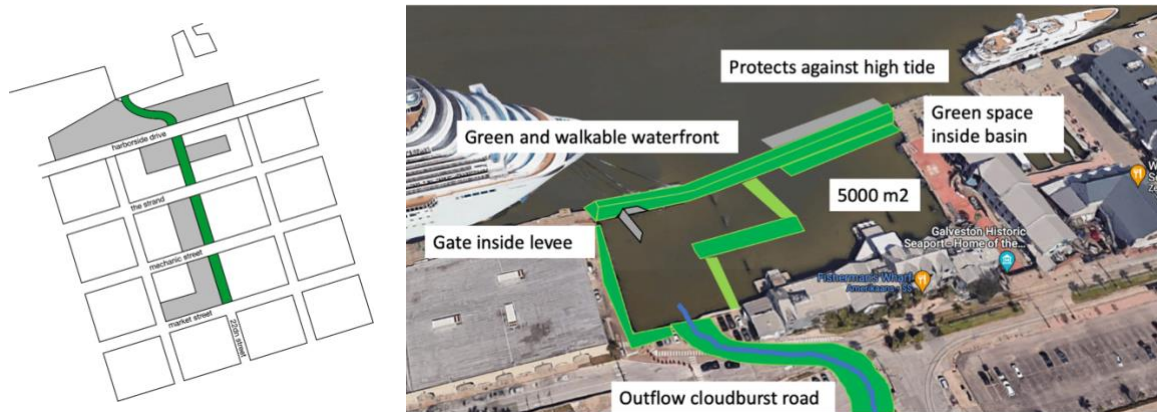 harborside drive
the strand
mechanic street
market street
22dn street
Protects against high tide
Green and walkable waterfront
Green space
inside basin
5000 m2
Gate inside levee
Galveston Historic
Seaport - Home of the...
Fisherman's Wharf
Outflow cloudburst road